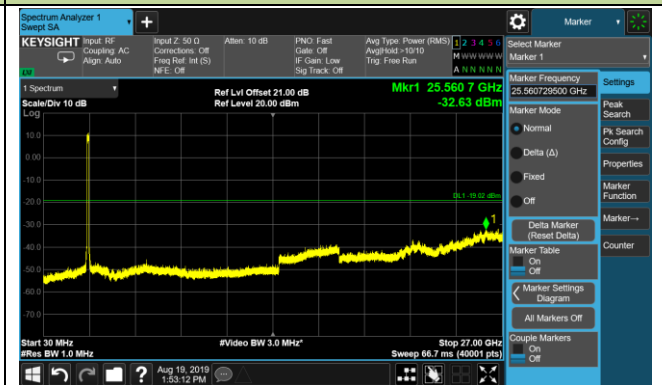 Spectrum Analyzer 1
Swept SA
+
Marker
KEYSIGHT
Input: RF
Coupling: AC
Align: Auto
Input Z: 50 Ω
Corrections: Off
Freq Ref: Int (S)
NFE: Off
Atten: 10 dB
PNO: Fast
Gate: Off
IF Gain: Low
Sig Track: Off
Avg Type: Power (RMS)
Avg|Hold:>10/10
Trig: Free Run
1 2 3 4 5 6
M W W W W W
A N N N N N
LXI
Select Marker
Marker 1
1 Spectrum
Scale/Div 10 dB
Log
Ref Lvl Offset 21.00 dB
Ref Level 20.00 dBm
Mkr1 25.560 7 GHz
-32.63 dBm
10.0
0.00
-10.0
-20.0
-30.0
-40.0
-50.0
-60.0
-70.0
DL1 -19.02 dBm
1
Start 30 MHz
#Res BW 1.0 MHz
#Video BW 3.0 MHz*
Stop 27.00 GHz
Sweep 66.7 ms (40001 pts)
Marker Frequency
25.560729500 GHz
Marker Mode
Normal
Delta (Δ)
Fixed
Off
Delta Marker
(Reset Delta)
Marker Table
On
Off
Marker Settings
Diagram
All Markers Off
Couple Markers
On
Off
Settings
Peak
Search
Pk Search
Config
Properties
Marker
Function
Marker→
Counter
?
Aug 19, 2019
1:53:12 PM